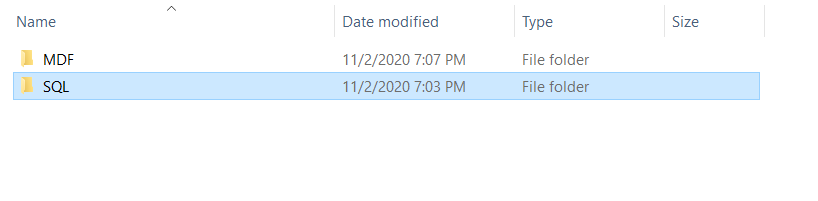 Name Date modified Type Size
MDF 11/2/2020 7:07 PM File folder
SQL 11/2/2020 7:03 PM File folder